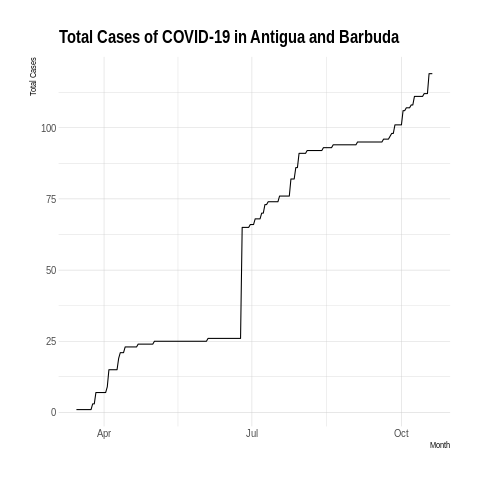 Total Cases of COVID-19 in Antigua and Barbuda
Total Cases
100
75
50
25
0
Apr Jul Oct
Month